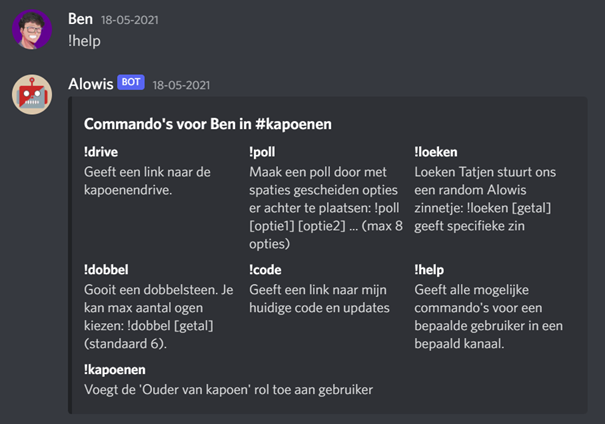 Ben 18-05-2021
!help
Alowis BOT 18-05-2021
Commando's voor Ben in #kapoenen
!drive
Geeft een link naar de
kapoenendrive.
!poll
Maak een poll door met
spaties gescheiden opties
er achter te plaatsen: !poll
[optie1] [optie2] ... (max 8
opties)
!loeken
Loeken Tatjen stuurt ons
een random Alowis
zinnetje: !loeken [getal]
geeft specifieke zin
!dobbel
Gooit een dobbelsteen. Je
kan max aantal ogen
kiezen: !dobbel [getal]
(standaard 6).
!code
Geeft een link naar mijn
huidige code en updates
!help
Geeft alle mogelijke
commando's voor een
bepaalde gebruiker in een
bepaald kanaal.
!kapoenen
Voegt de 'Ouder van kapoen' rol toe aan gebruiker